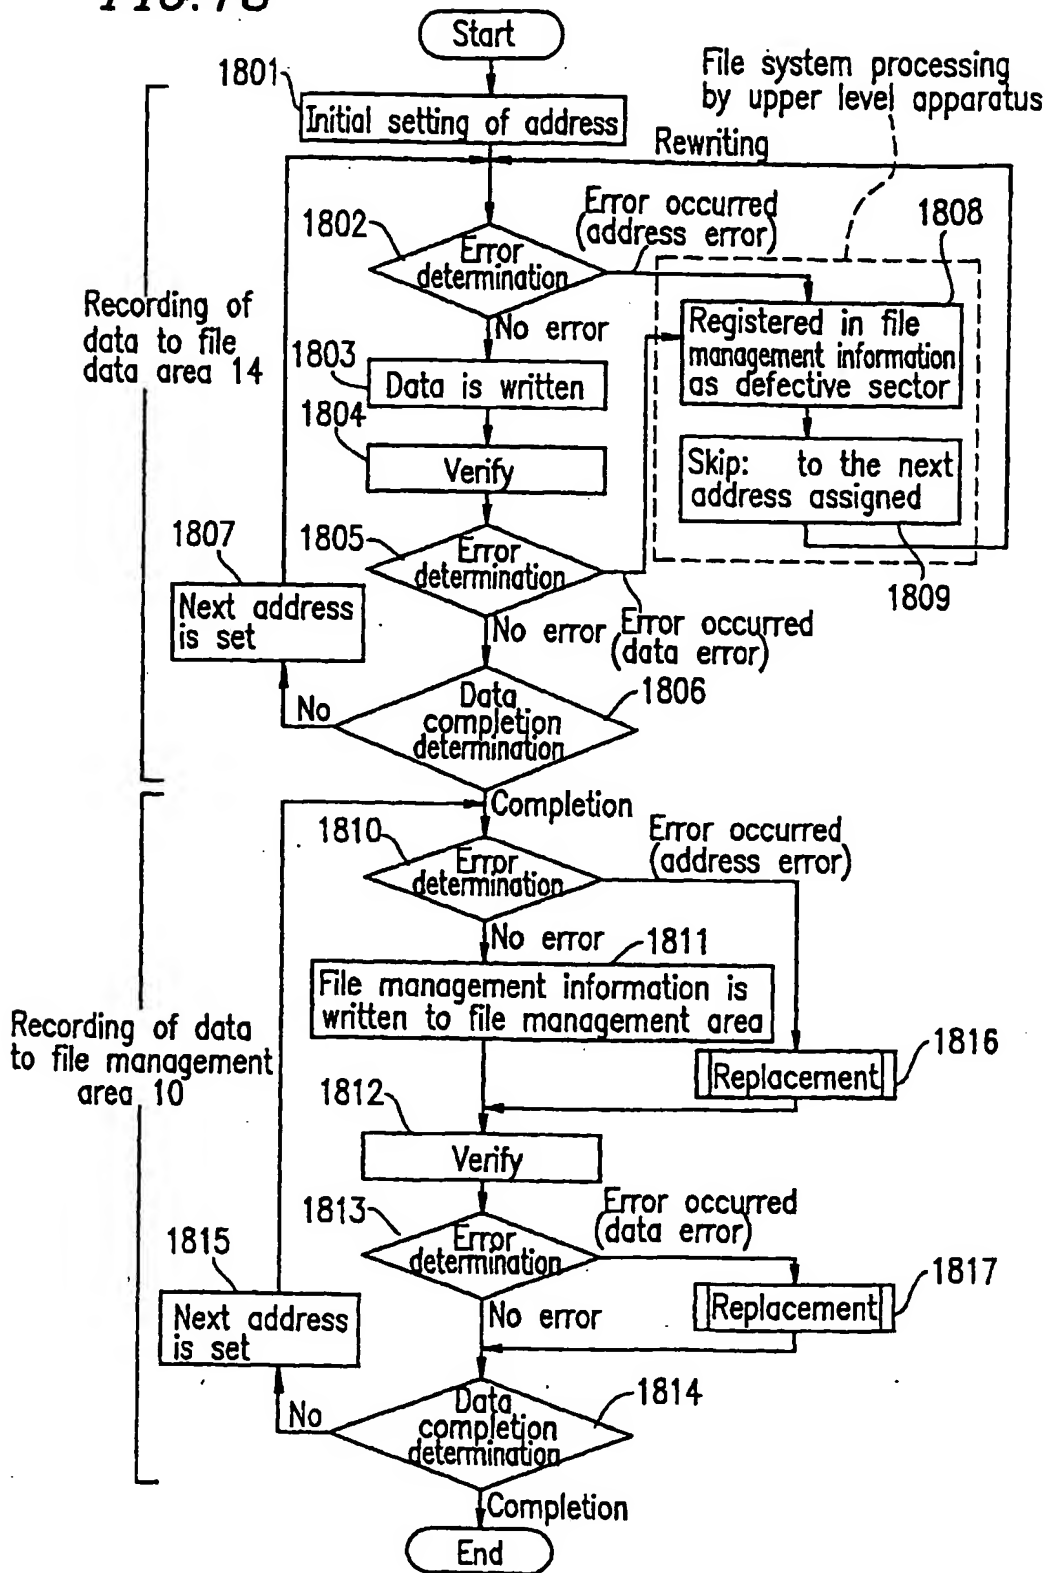 Start
1801
Initial setting of address
File system processing
by upper level apparatus
Rewriting
Error occurred
(address error)
1802
Error
determination
1808
Recording of
data to file
data area 14
No error
Registered in file
management information
as defective sector
1803
Data is written
1804
Verify
Skip: to the next
address assigned
1809
1807
Next address
is set
1805
Error
determination
No error
Error occurred
(data error)
1806
No
Data
completion
determination
Completion
1810
Error
determination
Error occurred
(address error)
No error
1811
File management information is
written to file management area
Recording of data
to file management
area 10
1816
Replacement
1812
Verify
1813
Error
determination
Error occurred
(data error)
1815
Next address
is set
1817
Replacement
No error
1814
No
Data
completion
determination
Completion
End